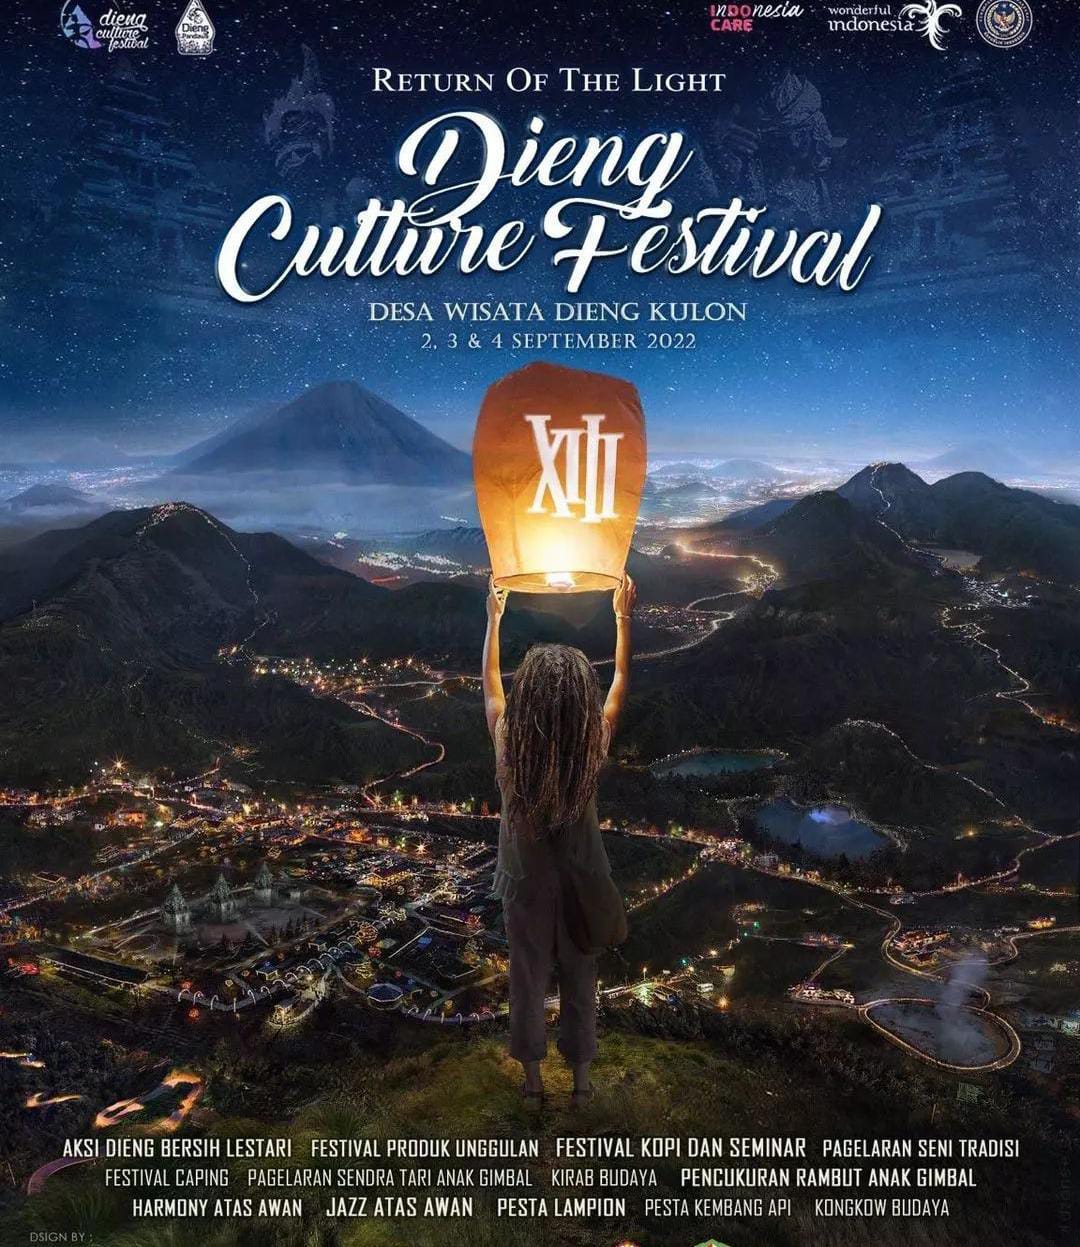 dieng
culture
festival
Dieng
Pandawa
INDOnesia
CARE
wonderful
indonesia
RETURN OF THE LIGHT
Dieng
Culture Festival
DESA WISATA DIENG KULON
2, 3 & 4 SEPTEMBER 2022
XIII
AKSI DIENG BERSIH LESTARI FESTIVAL PRODUK UNGGULAN FESTIVAL KOPI DAN SEMINAR PAGELARAN SENI TRADISI
FESTIVAL CAPING PAGELARAN SENDRA TARI ANAK GIMBAL KIRAB BUDAYA PENCUKURAN RAMBUT ANAK GIMBAL
HARMONY ATAS AWAN JAZZ ATAS AWAN PESTA LAMPION PESTA KEMBANG API KONGKOW BUDAYA
DSIGN BY :